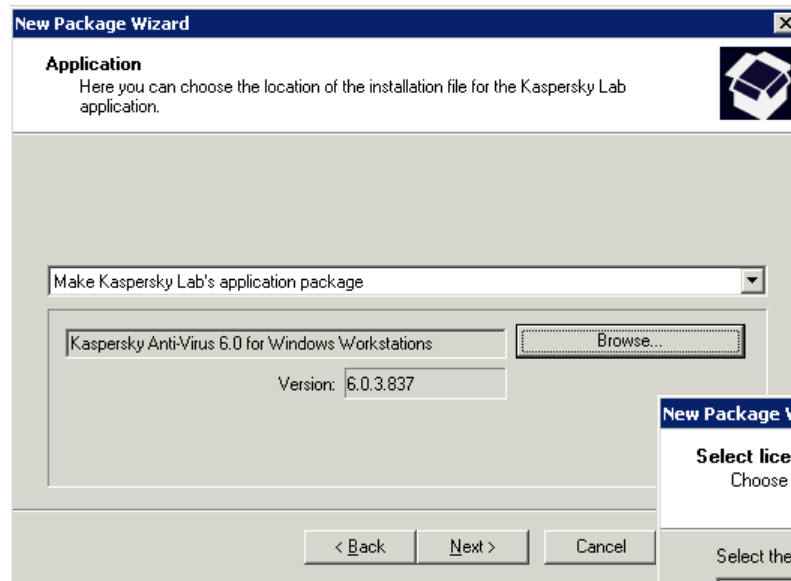 New Package Wizard
Application
Here you can choose the location of the installation file for the Kaspersky Lab
application.
Make Kaspersky Lab's application package
Kaspersky Anti-Virus 6.0 for Windows Workstations
Browse...
Version: 6.0.3.837
< Back
Next >
Cancel
New Package
Select lice
Choose
Select the